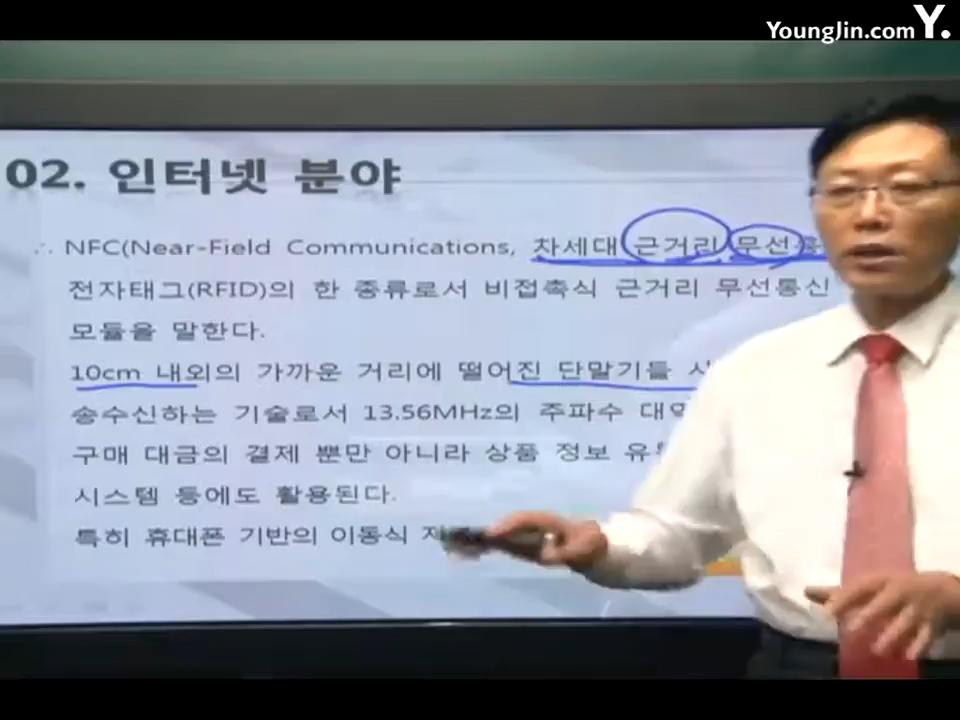 YoungJin.com Y.
02. 인터넷 분야
∴ NFC(Near-Field Communications, 차세대 근거리 무선
전자태그(RFID)의 한 종류로서 비접촉식 근거리 무선통신
모듈을 말한다.
10cm 내외의 가까운 거리에 떨어진 단말기들
송수신하는 기술로서 13.56MHz의 주파수
구매 대금의 결제 뿐만 아니라 상품 정보
시스템 등에도 활용된다.
특히 휴대폰 기반의 이동식